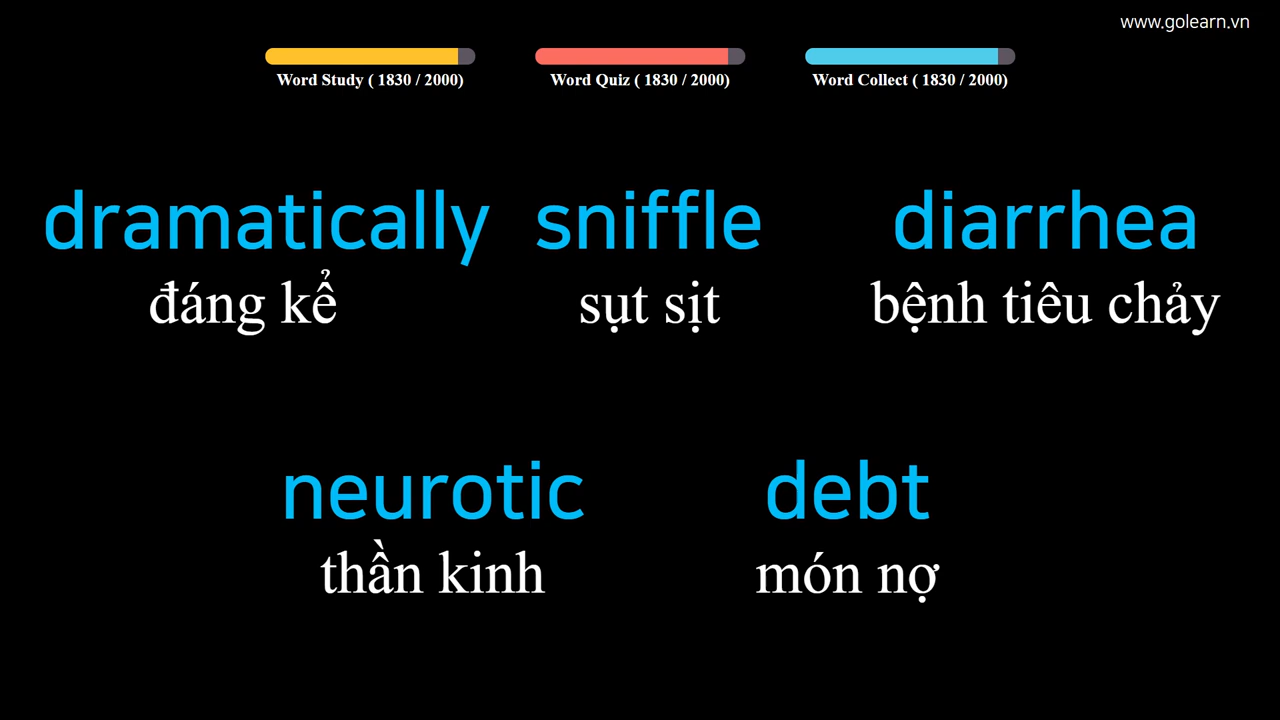 www.golearn.vn
Word Study ( 1830 / 2000) Word Quiz ( 1830 / 2000) Word Collect ( 1830 / 2000)
dramatically sniffle diarrhea
đáng kể sụt sịt bệnh tiêu chảy
neurotic debt
thần kinh món nợ